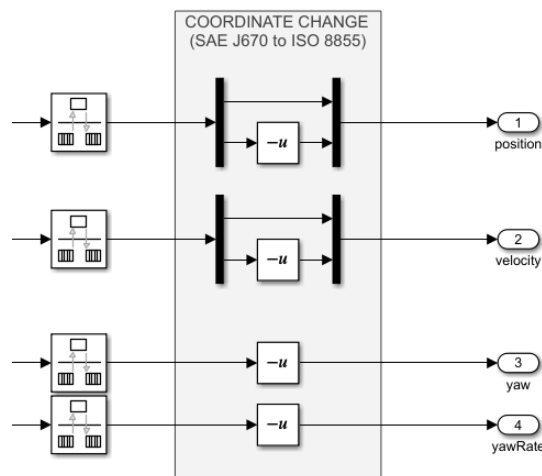 COORDINATE CHANGE
(SAE J670 to ISO 8855)
-u
1
position
-u
2
velocity
-u
3
yaw
-u
4
yawRate